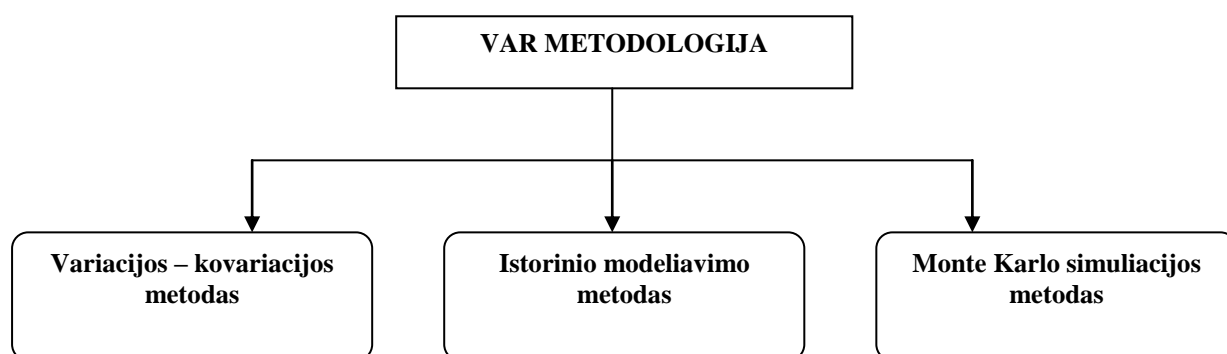 VAR METODOLOGIJA
Variacijos – kovariacijos
metodas
Istorinio modeliavimo
metodas
Monte Karlo simuliacijos
metodas